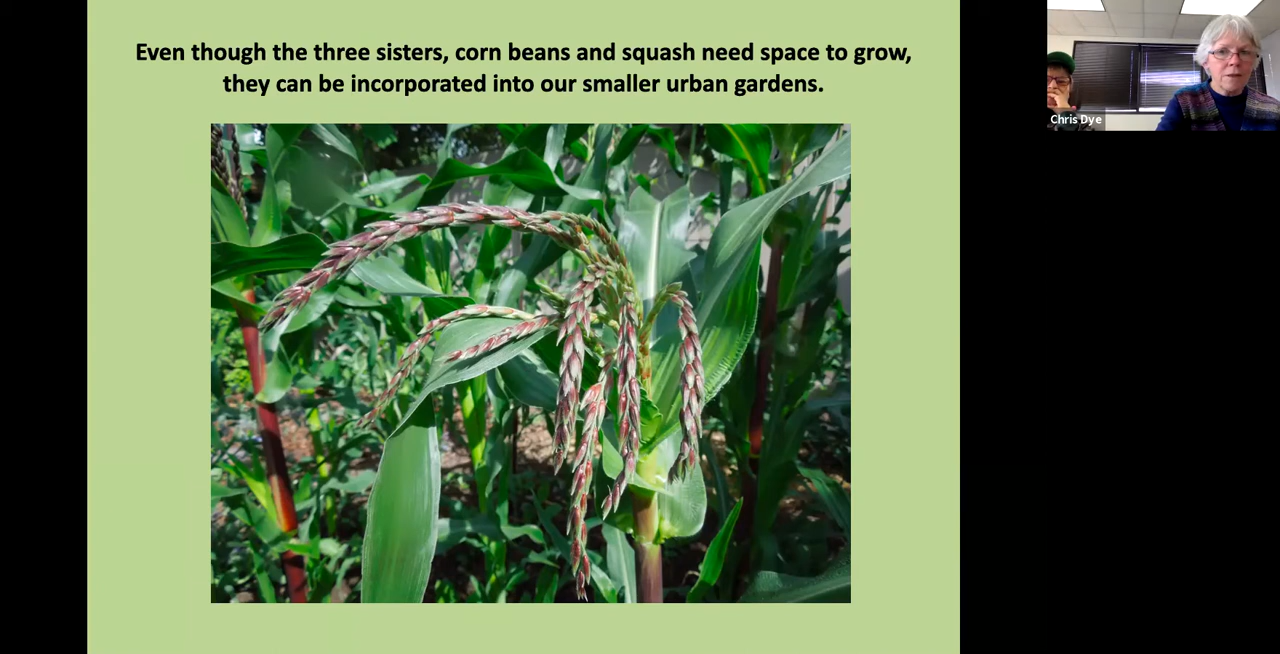 Even though the three sisters, corn beans and squash need space to grow,
they can be incorporated into our smaller urban gardens.
Chris Dye